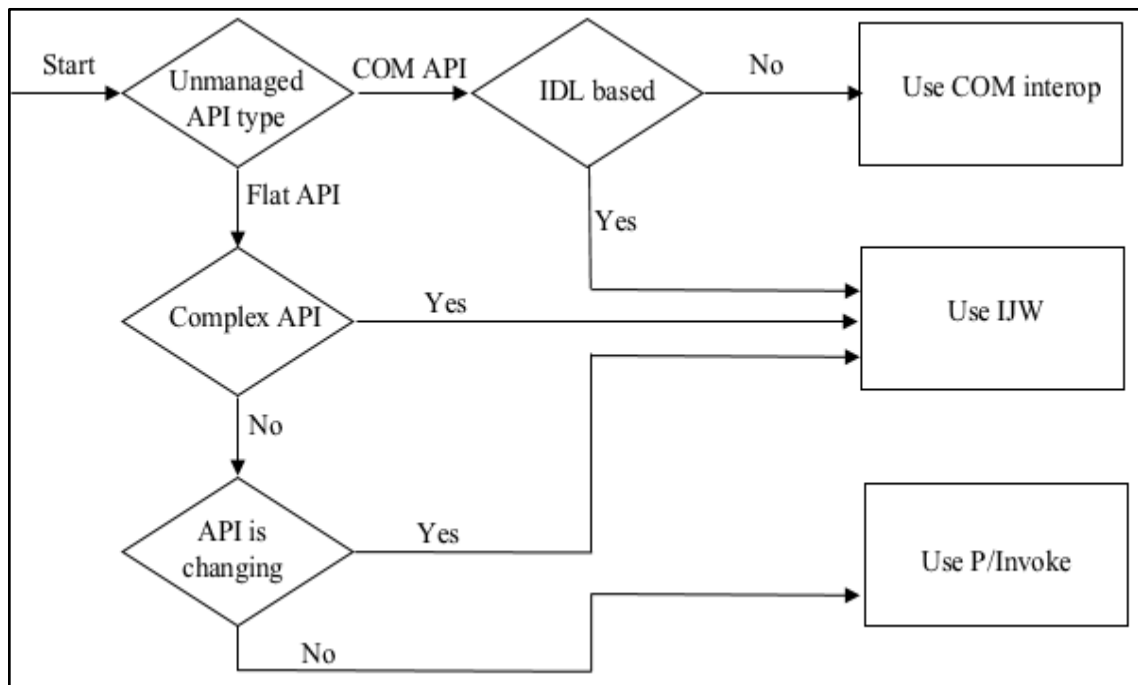 Start
Unmanaged
API type
COM API
IDL based
No
Use COM interop
Flat API
Yes
Complex API
Yes
Use IJW
No
API is
changing
Yes
Use P/Invoke
No